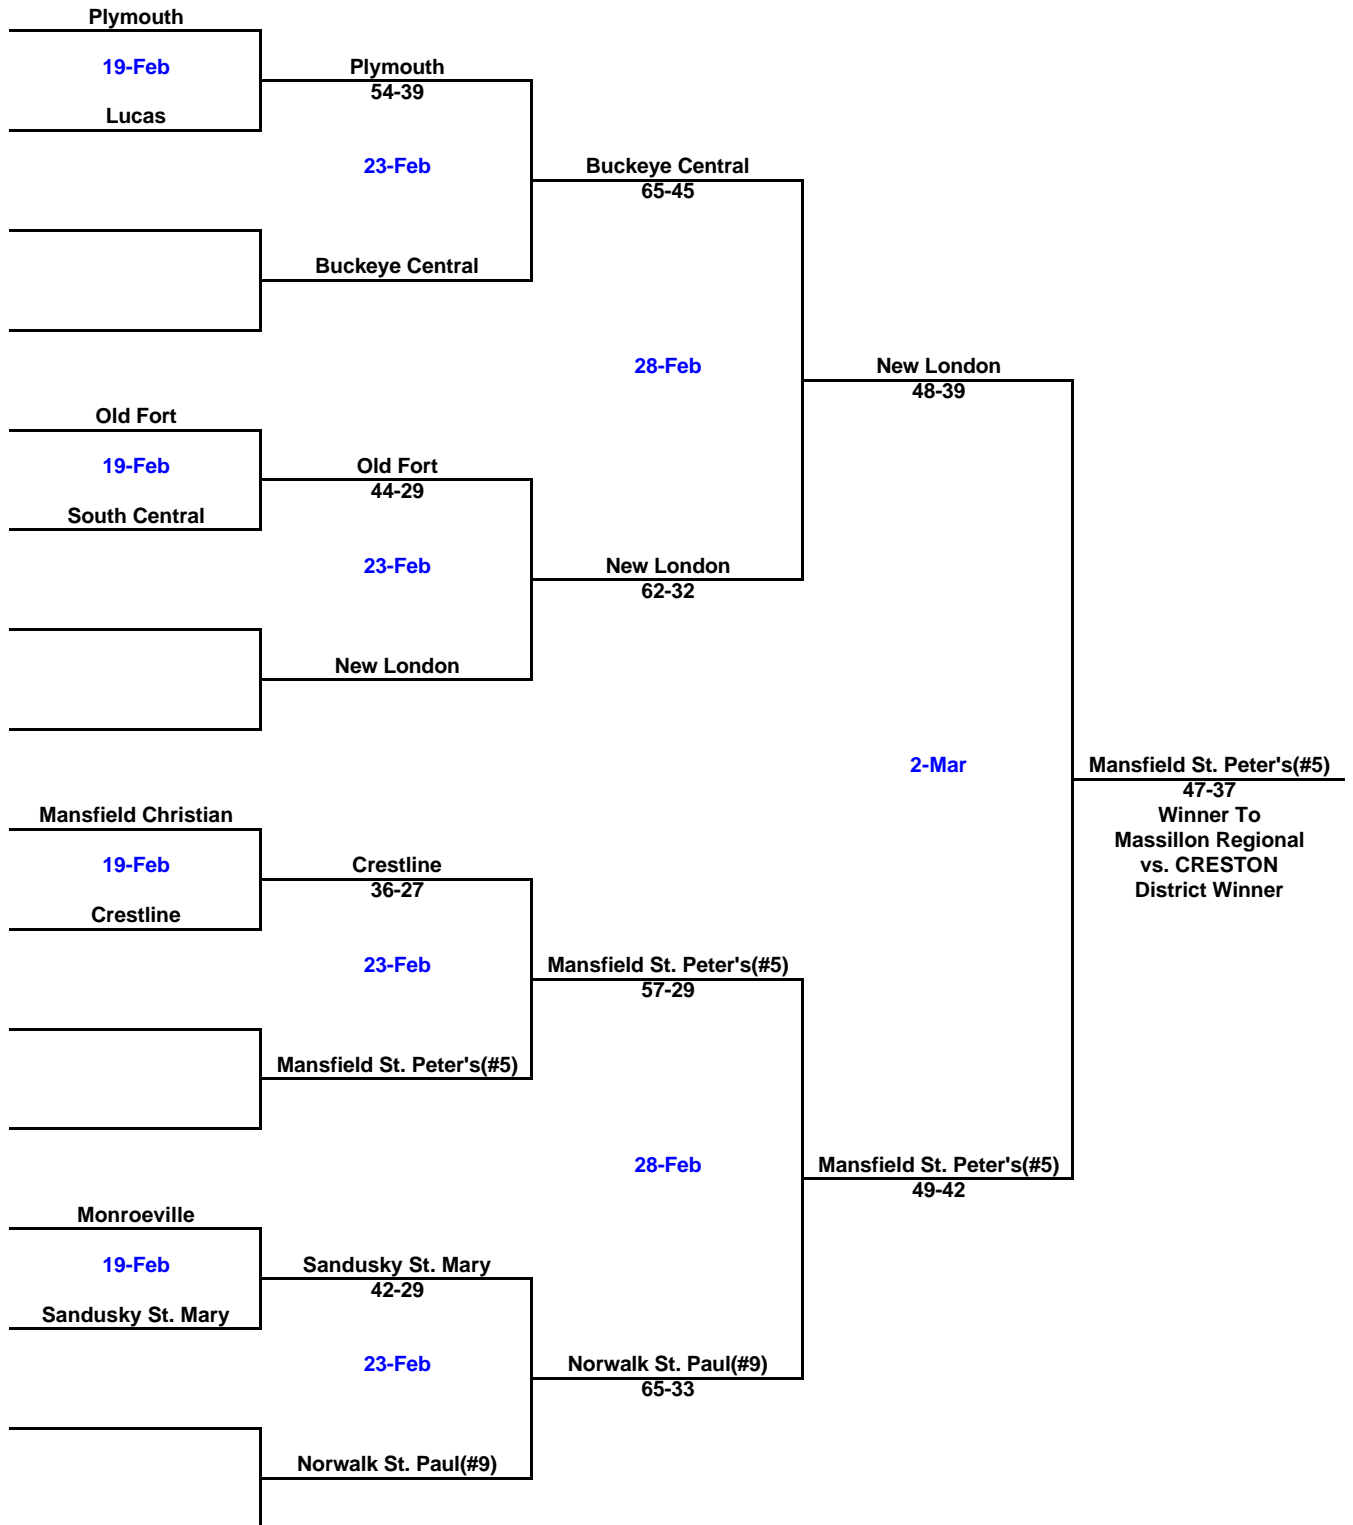 Plymouth
19-Feb
Plymouth
54-39
Lucas
23-Feb
Buckeye Central
65-45
Buckeye Central
28-Feb
New London
48-39
Old Fort
19-Feb
Old Fort
44-29
South Central
23-Feb
New London
62-32
New London
2-Mar
Mansfield St. Peter's(#5)
47-37
Winner To
Massillon Regional
vs. CRESTON
District Winner
Mansfield Christian
19-Feb
Crestline
36-27
Crestline
23-Feb
Mansfield St. Peter's(#5)
57-29
Mansfield St. Peter's(#5)
28-Feb
Mansfield St. Peter's(#5)
49-42
Monroeville
19-Feb
Sandusky St. Mary
42-29
Sandusky St. Mary
23-Feb
Norwalk St. Paul(#9)
65-33
Norwalk St. Paul(#9)